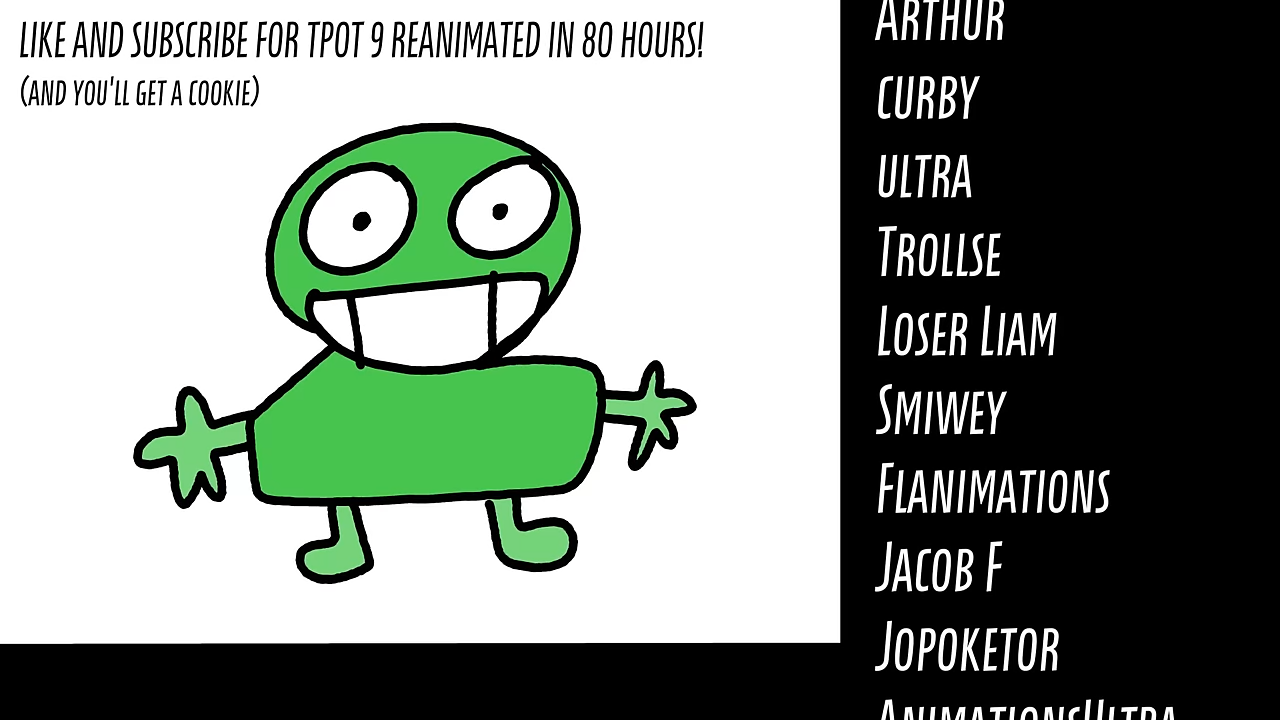 LIKE AND SUBSCRIBE FOR TPOT 9 REANIMATED IN 80 HOURS!
(AND YOU'LL GET A COOKIE)
ARTHUR
CURBY
ULTRA
TROLLSE
LOSER LIAM
SMIWEY
FLANIMATIONS
JACOB F
JOPOKETOR
ANIMATIONSULTRA